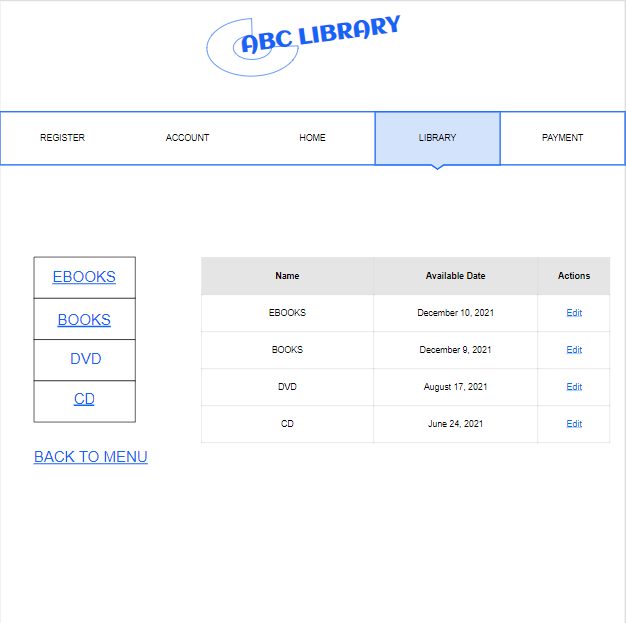 ABC LIBRARY
REGISTER ACCOUNT HOME LIBRARY PAYMENT
EBOOKS
BOOKS
DVD
CD
BACK TO MENU
Name Available Date Actions
EBOOKS December 10, 2021 Edit
BOOKS December 9, 2021 Edit
DVD August 17, 2021 Edit
CD June 24, 2021 Edit